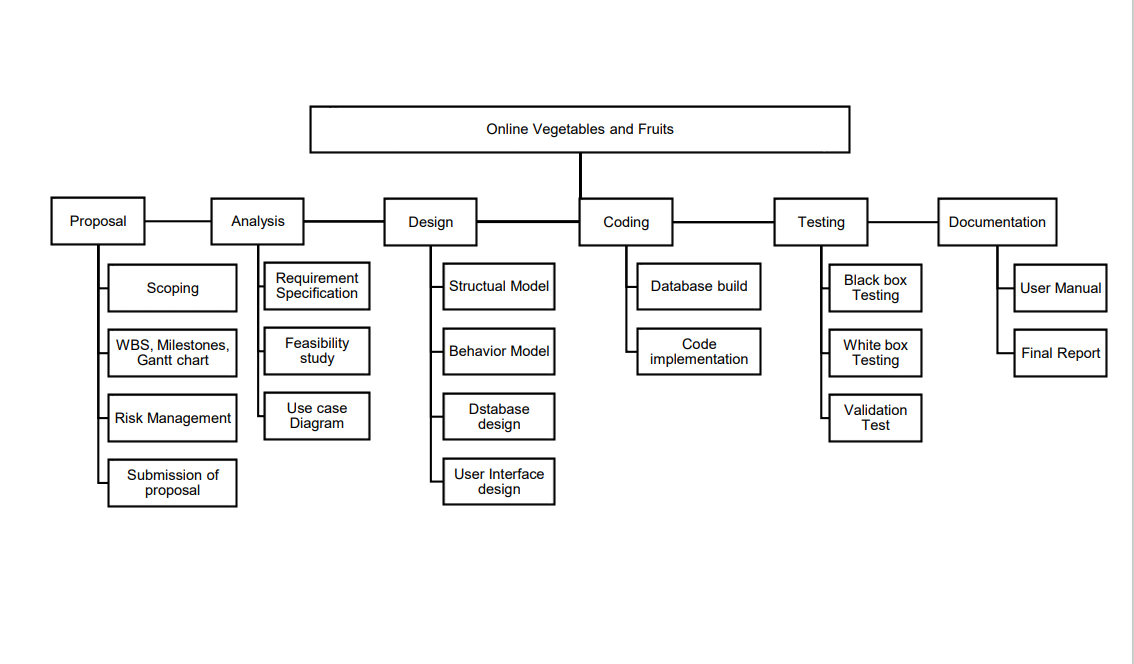 Online Vegetables and Fruits
Proposal
Analysis
Design
Coding
Testing
Documentation
Scoping
WBS, Milestones,
Gantt chart
Risk Management
Submission of
proposal
Requirement
Specification
Feasibility
study
Use case
Diagram
Structual Model
Behavior Model
Dstabase
design
User Interface
design
Database build
Code
implementation
Black box
Testing
White box
Testing
Validation
Test
User Manual
Final Report